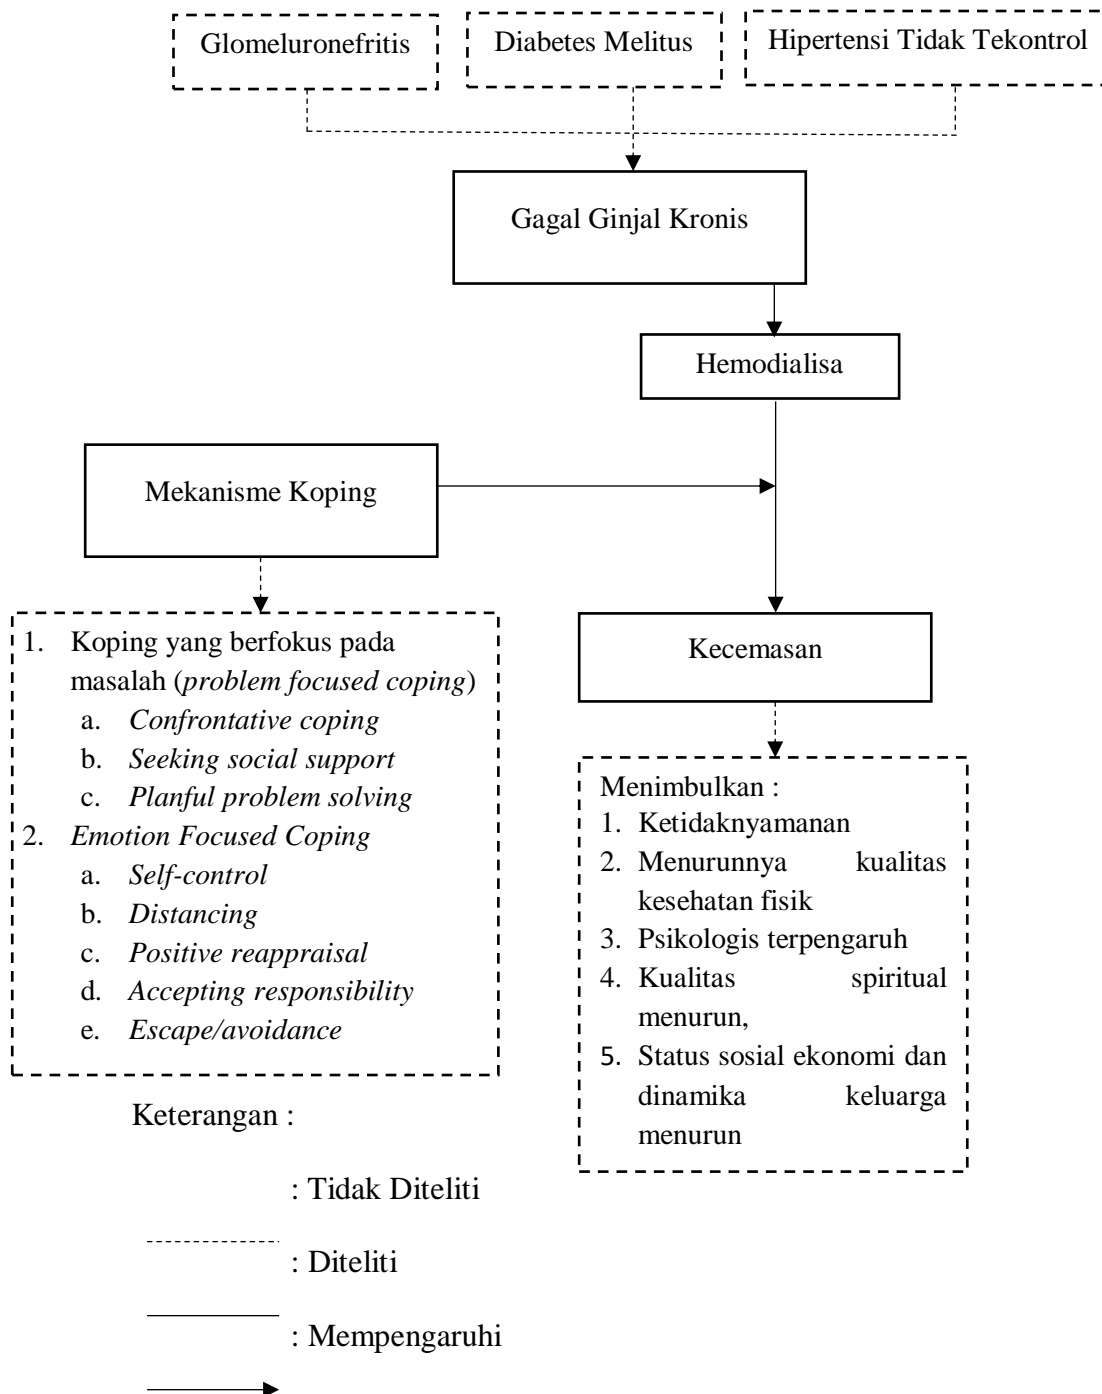 Glomeluronefritis
Diabetes Melitus
Hipertensi Tidak Tekontrol
Gagal Ginjal Kronis
Hemodialisa
Mekanisme Koping
1. Koping yang berfokus pada
masalah (problem focused coping)
a. Confrontative coping
b. Seeking social support
c. Planful problem solving
2. Emotion Focused Coping
a. Self-control
b. Distancing
c. Positive reappraisal
d. Accepting responsibility
e. Escape/avoidance
Kecemasan
Menimbulkan :
1. Ketidaknyamanan
2. Menurunnya kualitas
kesehatan fisik
3. Psikologis terpengaruh
4. Kualitas spiritual
menurun,
5. Status sosial ekonomi dan
dinamika keluarga
menurun
Keterangan :
: Tidak Diteliti
: Diteliti
: Mempengaruhi